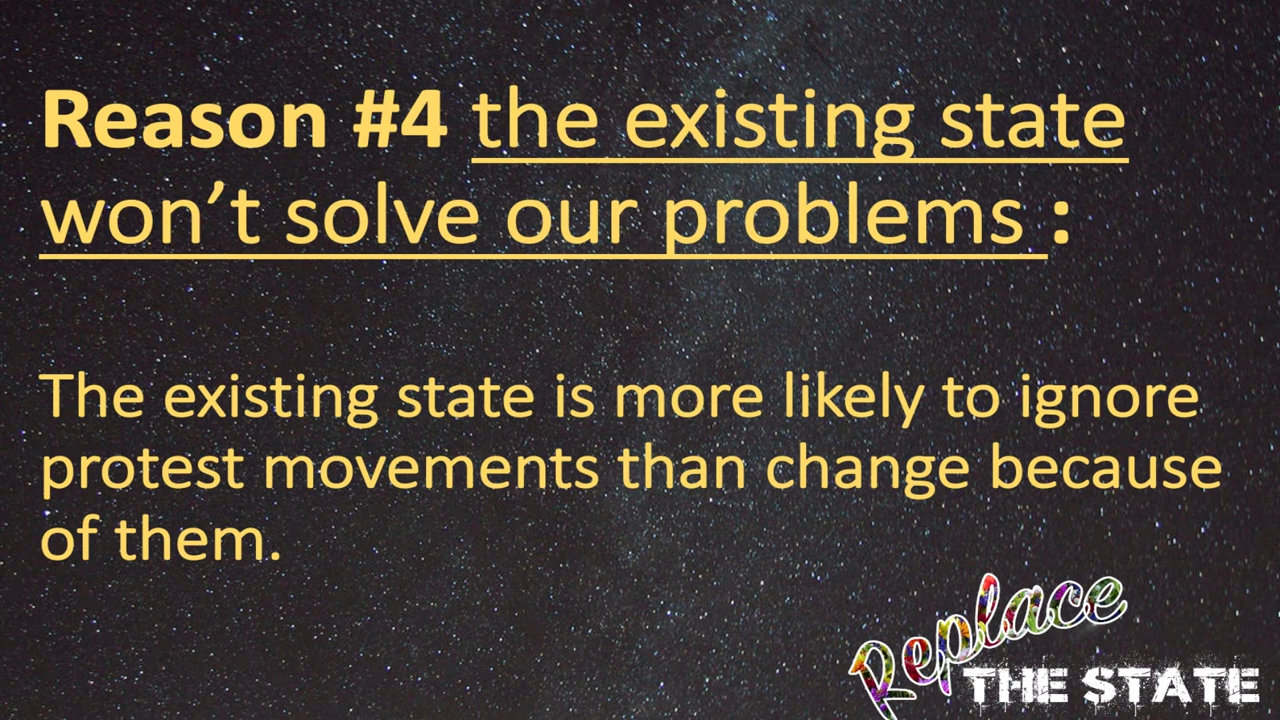 Reason #4 the existing state
won’t solve our problems :
The existing state is more likely to ignore
protest movements than change because
of them.
Replace
THE STATE